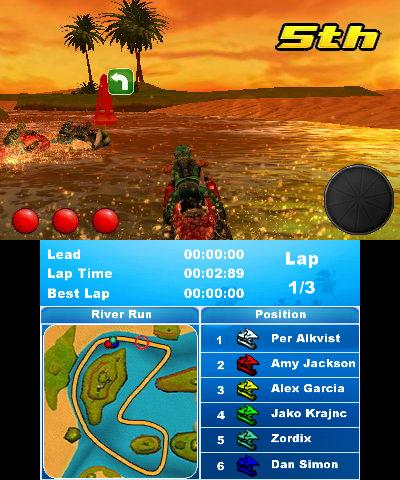 5th
Lead 00:00:00 Lap
Lap Time 00:02:89
Best Lap 00:00:00 1/3
River Run
Position
1 Per Alkvist
2 Amy Jackson
3 Alex Garcia
4 Jako Krajnc
5 Zordix
6 Dan Simon